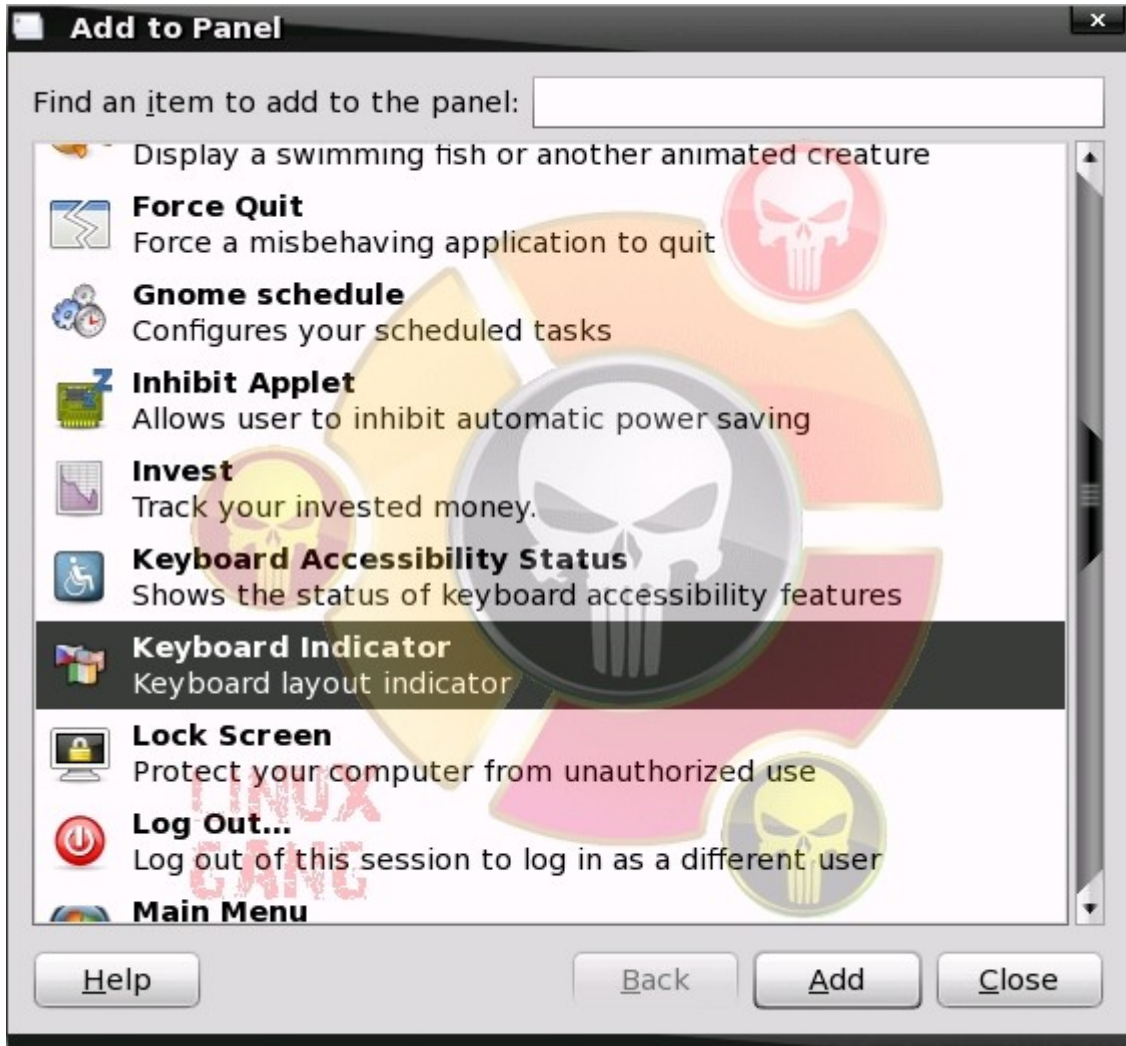 Add to Panel
x
Find an item to add to the panel:
Display a swimming fish or another animated creature
Force Quit
Force a misbehaving application to quit
Gnome schedule
Configures your scheduled tasks
Inhibit Applet
Allows user to inhibit automatic power saving
Invest
Track your invested money.
Keyboard Accessibility Status
Shows the status of keyboard accessibility features
Keyboard Indicator
Keyboard layout indicator
Lock Screen
Protect your computer from unauthorized use
LINUX
Log Out...
Log out of this session to log in as a different user
GANG
Main Menu
Help
Back
Add
Close